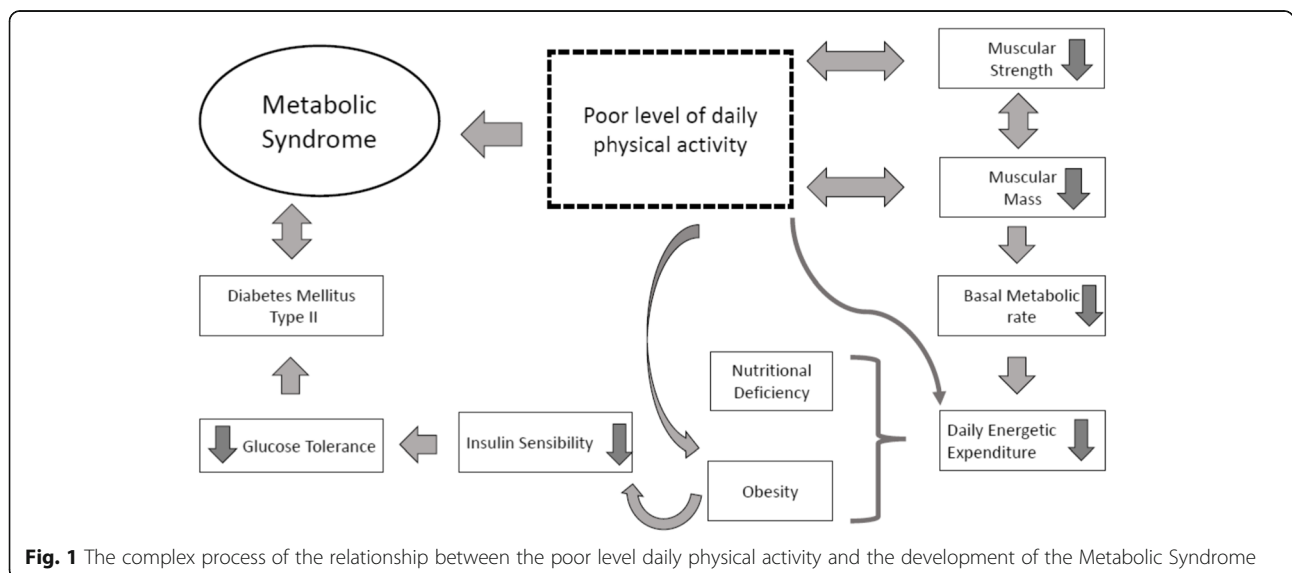 Metabolic
Syndrome
Poor level of daily
physical activity
Muscular
Strength
Muscular
Mass
Diabetes Mellitus
Type II
Basal Metabolic
rate
Nutritional
Deficiency
Glucose Tolerance
Insulin Sensibility
Daily Energetic
Expenditure
Obesity
Fig. 1 The complex process of the relationship between the poor level daily physical activity and the development of the Metabolic Syndrome